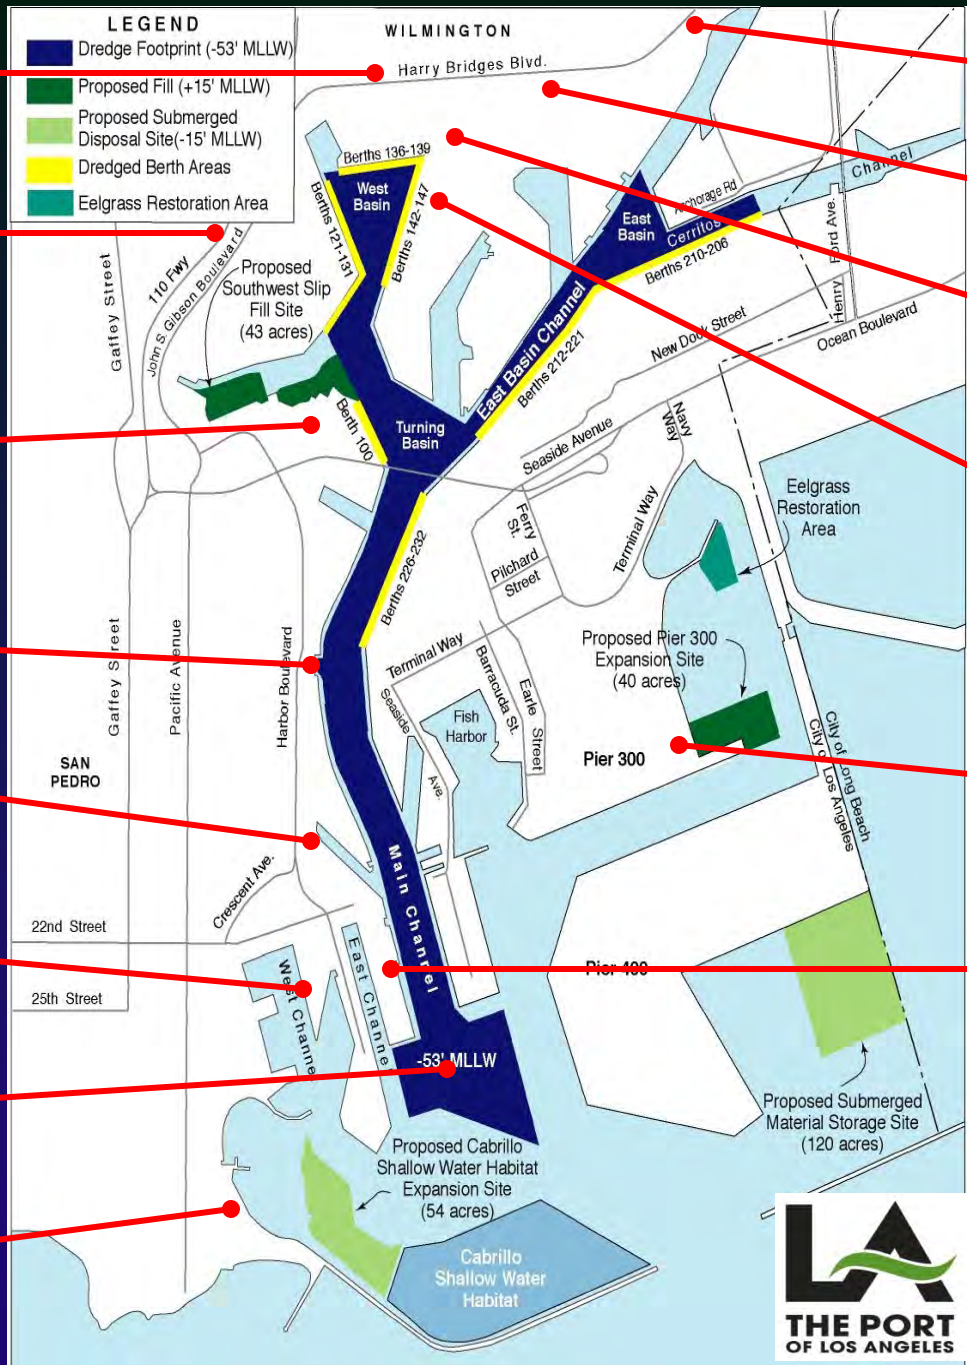 LEGEND
Dredge Footprint (-53' MLLW)
Proposed Fill (+15' MLLW)
Proposed Submerged
Disposal Site(-15' MLLW)
Dredged Berth Areas
Eelgrass Restoration Area
WILMINGTON
Harry Bridges Blvd.
Berths 136-139
West
Basin
Berths 121-131
Berths 142-147
East
Basin
Anchorage Rd
Cerritos
Channel
Berths 210-206
Henry Ford Ave.
Gaffey Street
110 Fwy
John S. Gibson Boulevard
Proposed
Southwest Slip
Fill Site
(43 acres)
East Basin Channel
Berths 212-221
New Dock Street
Ocean Boulevard
Berth 100
Turning
Basin
Seaside Avenue
Navy
Way
Eelgrass
Restoration
Area
Ferry
St.
Pilchard
Street
Terminal Way
Berths 226-232
Gaffey Street
Pacific Avenue
Harbor Boulevard
Terminal Way
Seaside
Ave.
Barracuda St.
Earle
Street
Fish
Harbor
Proposed Pier 300
Expansion Site
(40 acres)
Pier 300
City of Long Beach
City of Los Angeles
SAN
PEDRO
Main Channel
Crescent Ave.
22nd Street
25th Street
West Channel
East Channe
Pier 400
-53' MLLW
Proposed Submerged
Material Storage Site
(120 acres)
Proposed Cabrillo
Shallow Water Habitat
Expansion Site
(54 acres)
Cabrillo
Shallow Water
Habitat
LA
THE PORT
OF LOS ANGELES